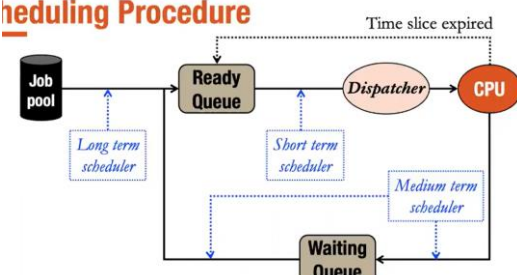 heduling Procedure
Time slice expired
Job
pool
Ready
Queue
Dispatcher
CPU
Long term
scheduler
Short term
scheduler
Medium term
scheduler
Waiting
Queue